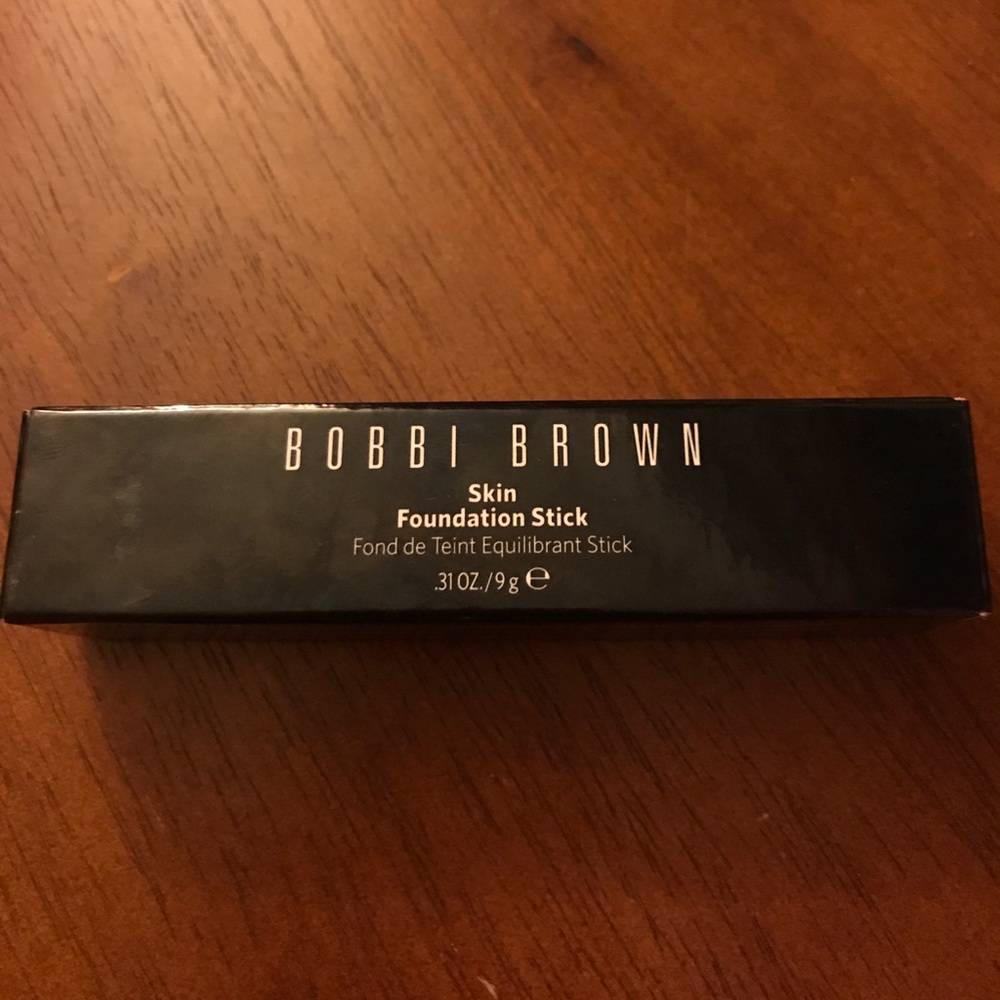 BOBBI BROWN
Skin
Foundation Stick
Fond de Teint Equilibrant Stick
.31 OZ./9 g ℮